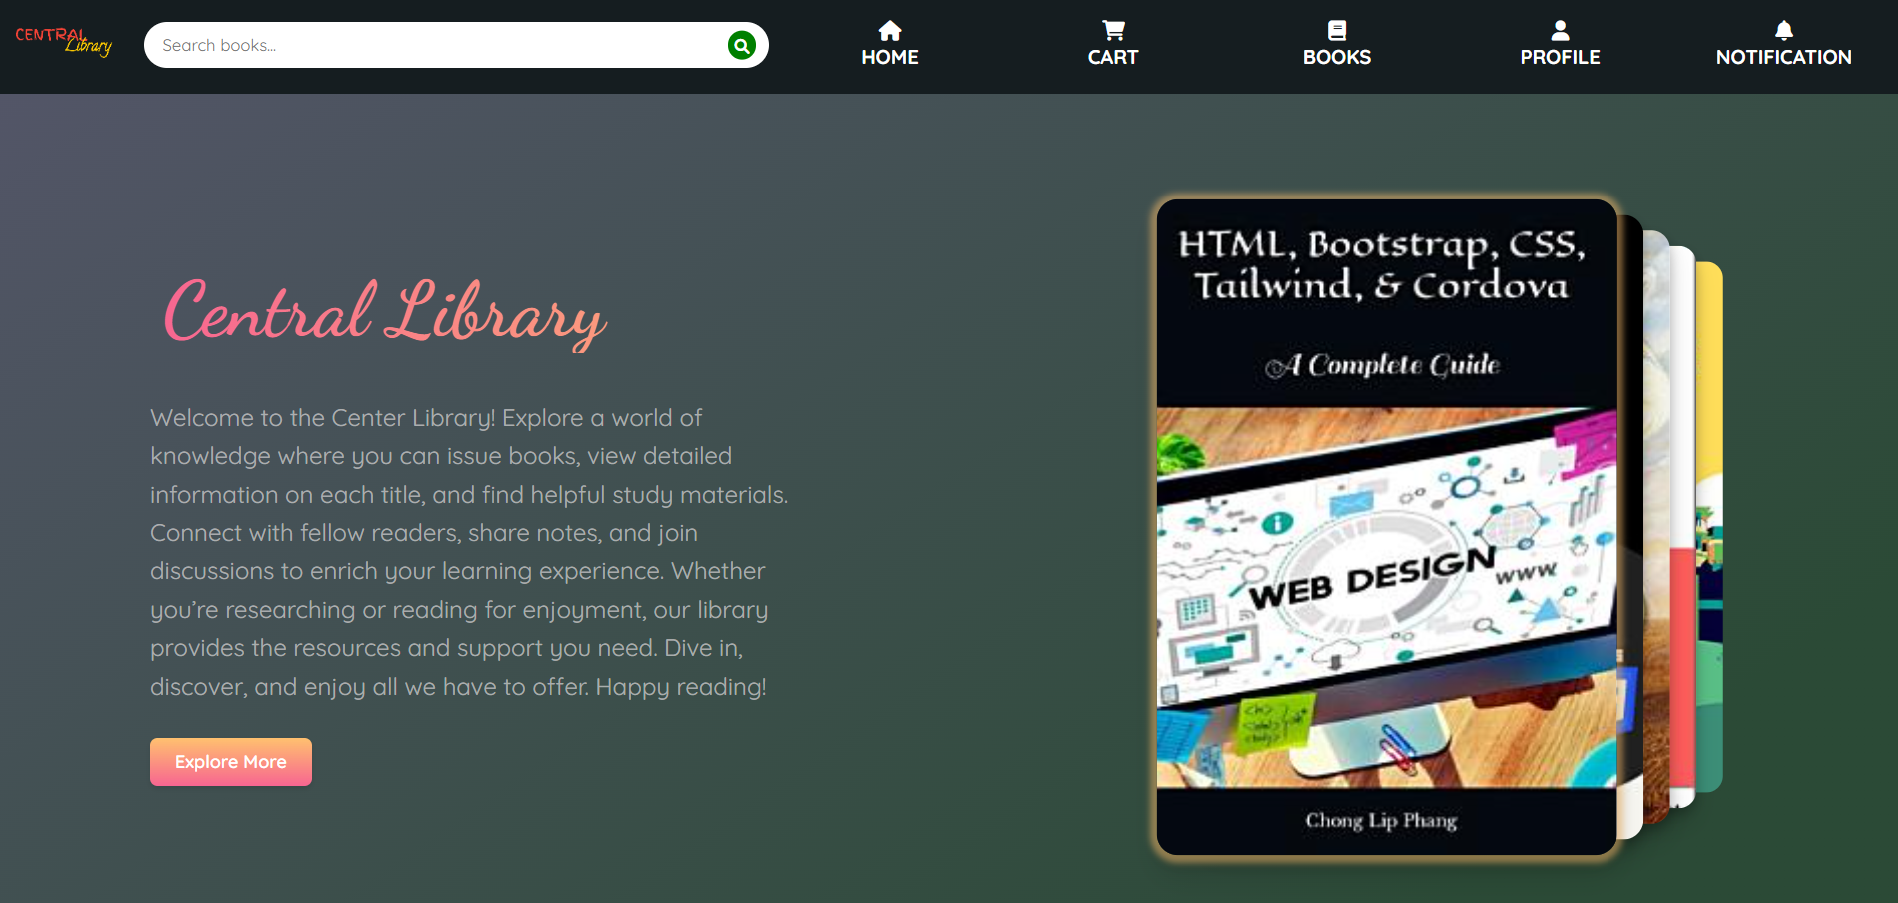 CENTRAL
Library
Search books...
HOME
CART
BOOKS
PROFILE
NOTIFICATION
Central Library
Welcome to the Center Library! Explore a world of
knowledge where you can issue books, view detailed
information on each title, and find helpful study materials.
Connect with fellow readers, share notes, and join
discussions to enrich your learning experience. Whether
you’re researching or reading for enjoyment, our library
provides the resources and support you need. Dive in,
discover, and enjoy all we have to offer. Happy reading!
Explore More
HTML, Bootstrap, CSS,
Tailwind, & Cordova
A Complete Guide
WEB DESIGN
WWW
Chong Lip Phang